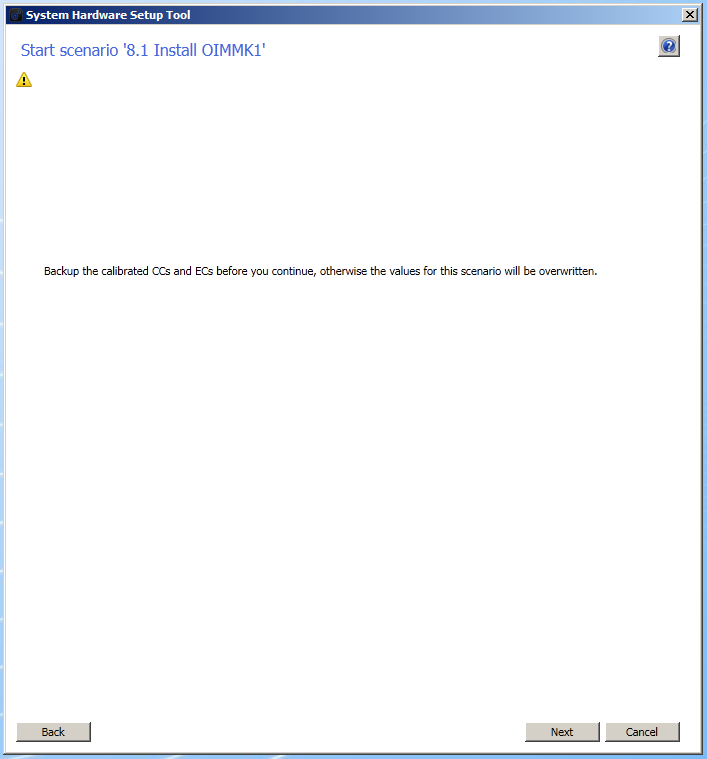 System Hardware Setup Tool
Start scenario '8.1 Install OIMMK1'
Backup the calibrated CCs and ECs before you continue, otherwise the values for this scenario will be overwritten.
Back
Next
Cancel